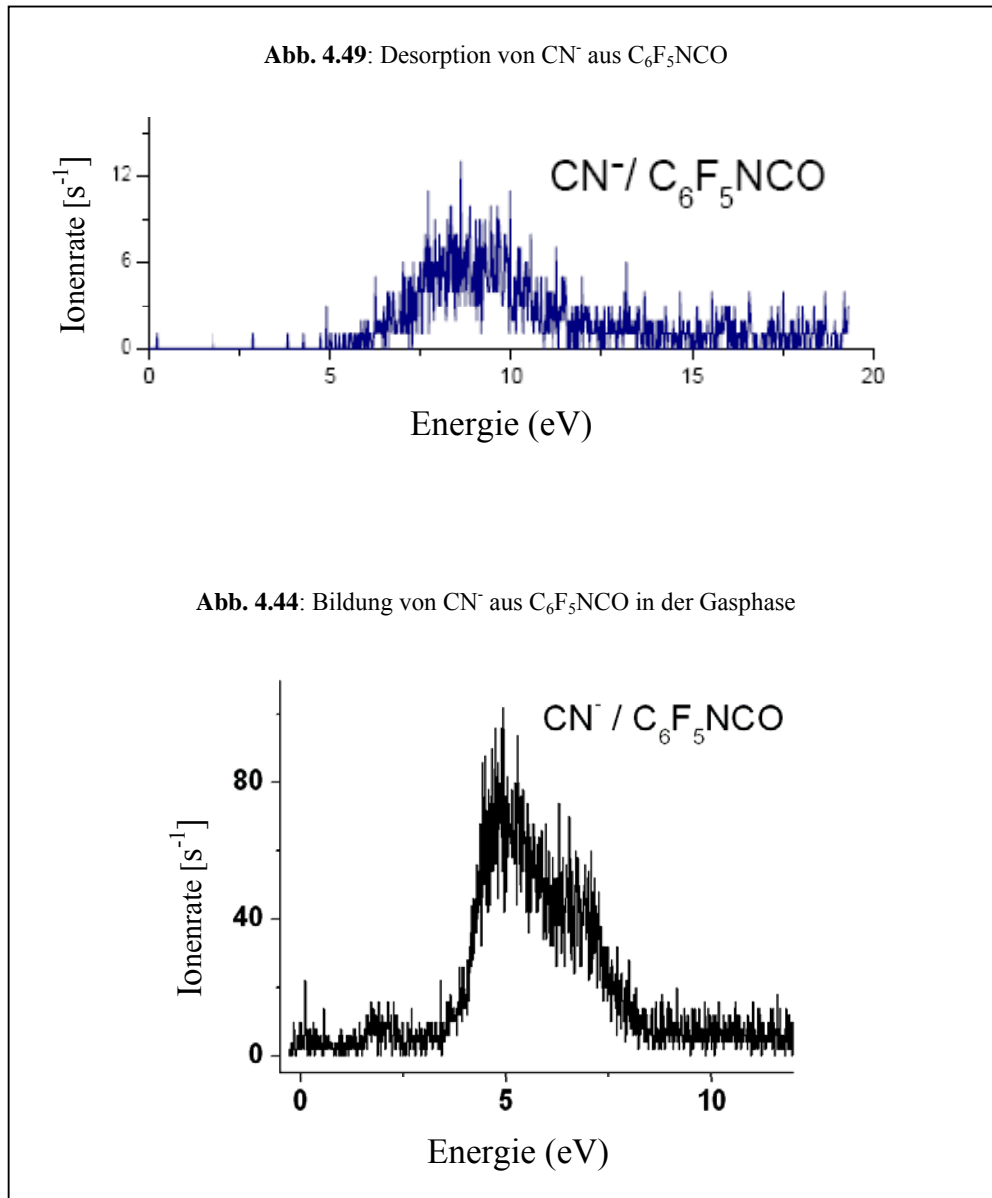 Abb. 4.49: Desorption von CN⁻ aus C₆F₅NCO
CN⁻/ C₆F₅NCO
Ionenrate [s⁻¹]
12
6
0
0 5 10 15 20
Energie (eV)
Abb. 4.44: Bildung von CN⁻ aus C₆F₅NCO in der Gasphase
CN⁻ / C₆F₅NCO
Ionenrate [s⁻¹]
80
40
0
0 5 10
Energie (eV)